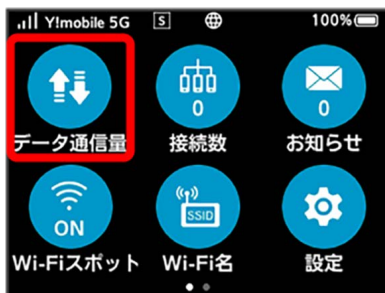 Y!mobile 5G S 100%
0 0
データ通信量 接続数 お知らせ
ON SSID
Wi-Fiスポット Wi-Fi名 設定